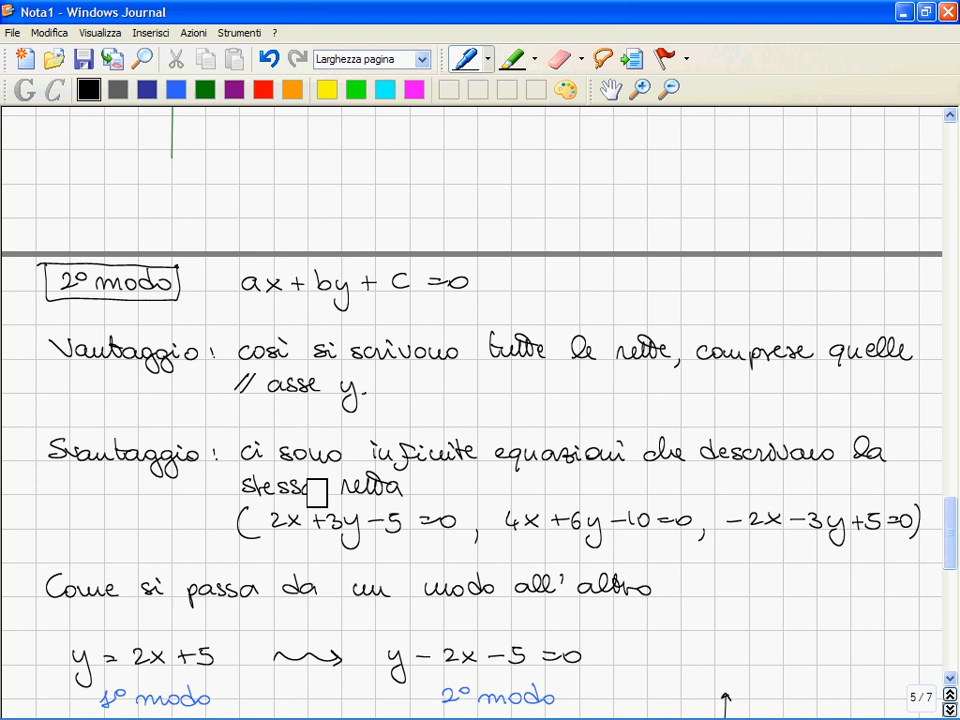 Nota1 - Windows Journal
File Modifica Visualizza Inserisci Azioni Strumenti ?
Larghezza pagina
G C
2° modo ax + by + c = 0
Vantaggio : così si scrivono tutte le rette, comprese quelle
// asse y.
Svantaggio : ci sono infinite equazioni che descrivono la
stessa retta
( 2x + 3y - 5 = 0 , 4x + 6y - 10 = 0 , - 2x - 3y + 5 = 0 )
Come si passa da un modo all' altro
y = 2x + 5 ⇝ y - 2x - 5 = 0
1° modo 2° modo
5 / 7